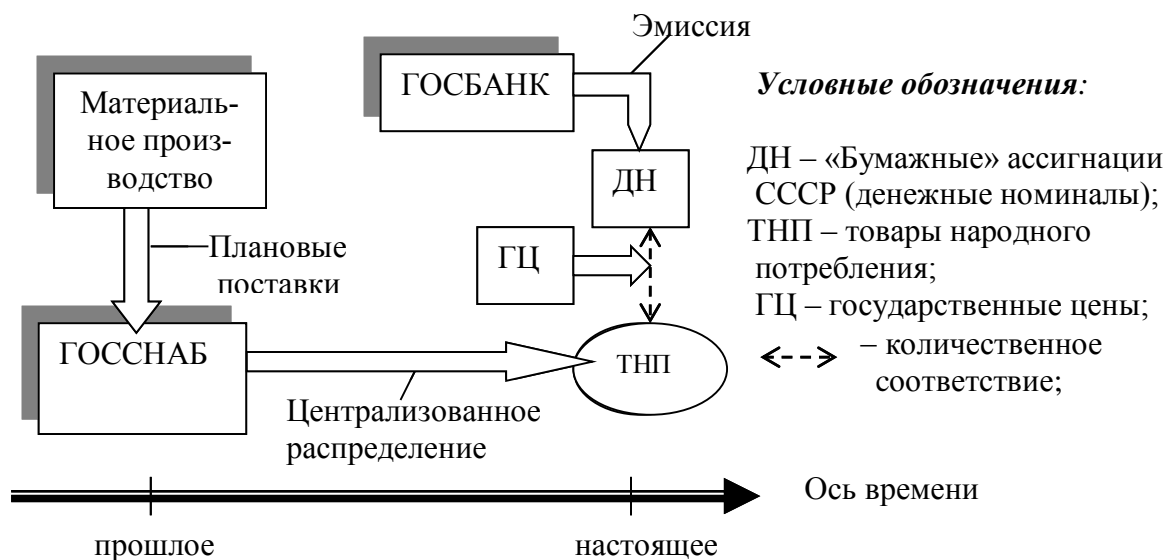 Эмиссия
Материаль-
ное произ-
водство
ГОСБАНК
Условные обозначения:
ДН
ДН – «Бумажные» ассигнации
СССР (денежные номиналы);
ТНП – товары народного
потребления;
ГЦ – государственные цены;
– количественное
соответствие;
ГЦ
Плановые
поставки
ГОССНАБ
ТНП
Централизованное
распределение
Ось времени
прошлое
настоящее